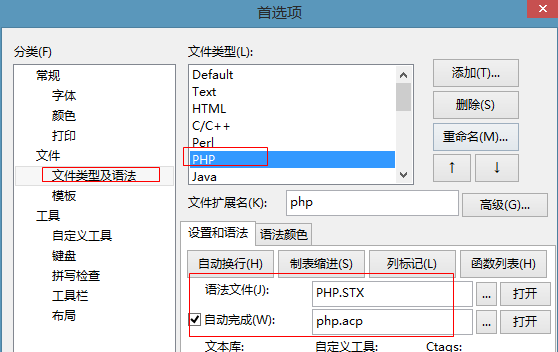 首选项
分类(F)
常规
字体
颜色
打印
文件
文件类型及语法
模板
工具
自定义工具
键盘
拼写检查
工具栏
布局
文件类型(L):
Default
Text
HTML
C/C++
Perl
PHP
Java
添加(T)...
删除(S)
重命名(M)...
↑ ↓
文件扩展名(K): php 高级(G)...
设置和语法 语法颜色
自动换行(H) 制表缩进(S) 列标记(L) 函数列表(H)
语法文件(J): PHP.STX ... 打开
自动完成(W): php.acp ... 打开
文本库: 自定义工具: Ctags: